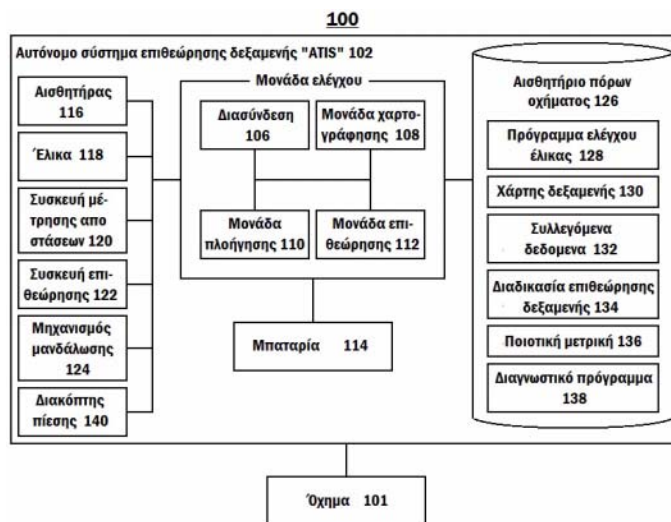 100
Αυτόνομο σύστημα επιθεώρησης δεξαμενής "ATIS" 102
Αισθητήρας
116
Έλικα 118
Συσκευή μέ-
τρησης απο
στάσεων 120
Συσκευή επι-
θεώρησης 122
Μηχανισμός
μανδάλωσης
124
Διακόπτης
πίεσης 140
Μονάδα ελέγχου
Διασύνδεση
106
Μονάδα χαρτο-
γράφησης 108
Μονάδα
πλοήγησης 110
Μονάδα επι-
θεώρησης 112
Μπαταρία 114
Αισθητήριο πόρων
οχήματος 126
Πρόγραμμα ελέγχου
έλικας 128
Χάρτης δεξαμενής 130
Συλλεγόμενα
δεδομενα 132
Διαδικασία επιθεώρησης
δεξαμενής 134
Ποιοτική μετρική 136
Διαγνωστικό πρόγραμμα
138
Όχημα 101